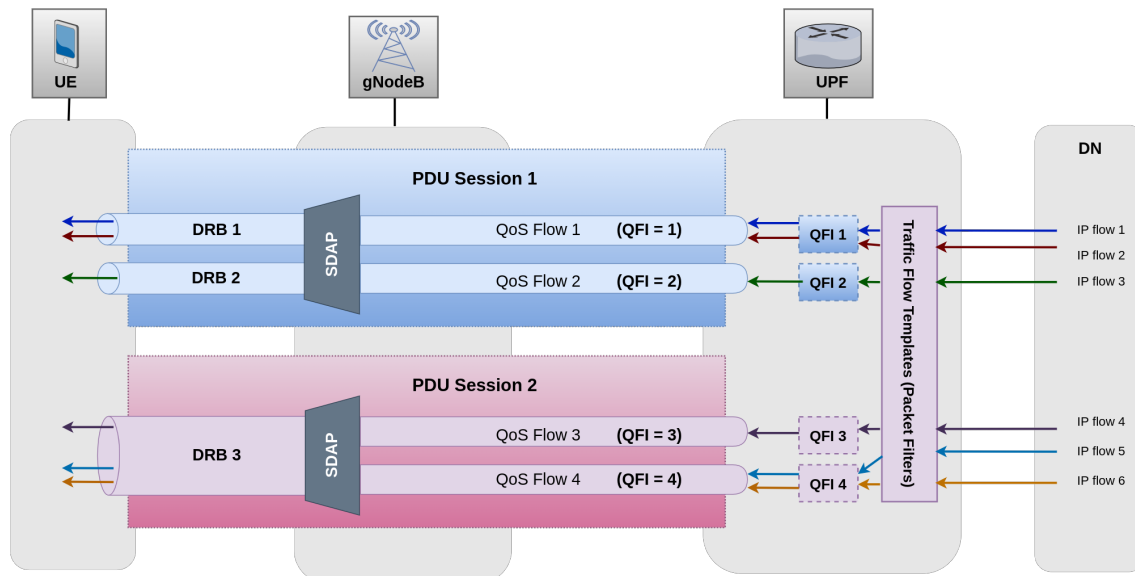 UE
gNodeB
UPF
DN
PDU Session 1
DRB 1
SDAP
QoS Flow 1 (QFI = 1)
QFI 1
DRB 2
QoS Flow 2 (QFI = 2)
QFI 2
Traffic Flow Templates (Packet Filters)
IP flow 1
IP flow 2
IP flow 3
PDU Session 2
DRB 3
SDAP
QoS Flow 3 (QFI = 3)
QFI 3
QoS Flow 4 (QFI = 4)
QFI 4
IP flow 4
IP flow 5
IP flow 6